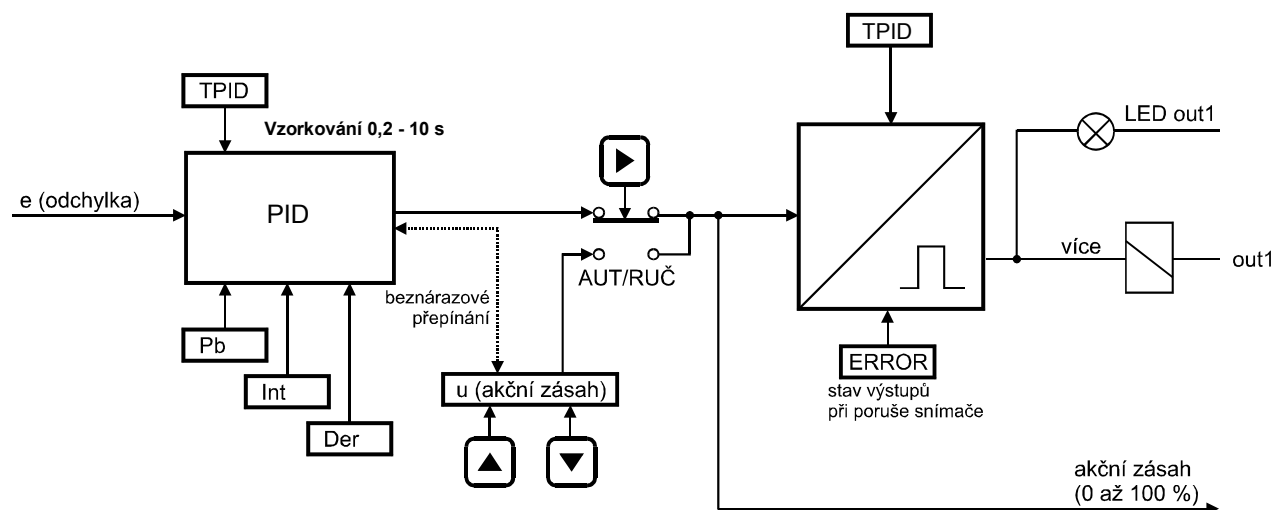 TPID
TPID
Vzorkování 0,2 - 10 s
LED out1
e (odchylka)
PID
AUT/RUČ
více
out1
beznárazové
přepínání
Pb
Int
Der
u (akční zásah)
ERROR
stav výstupů
při poruše snímače
akční zásah
(0 až 100 %)